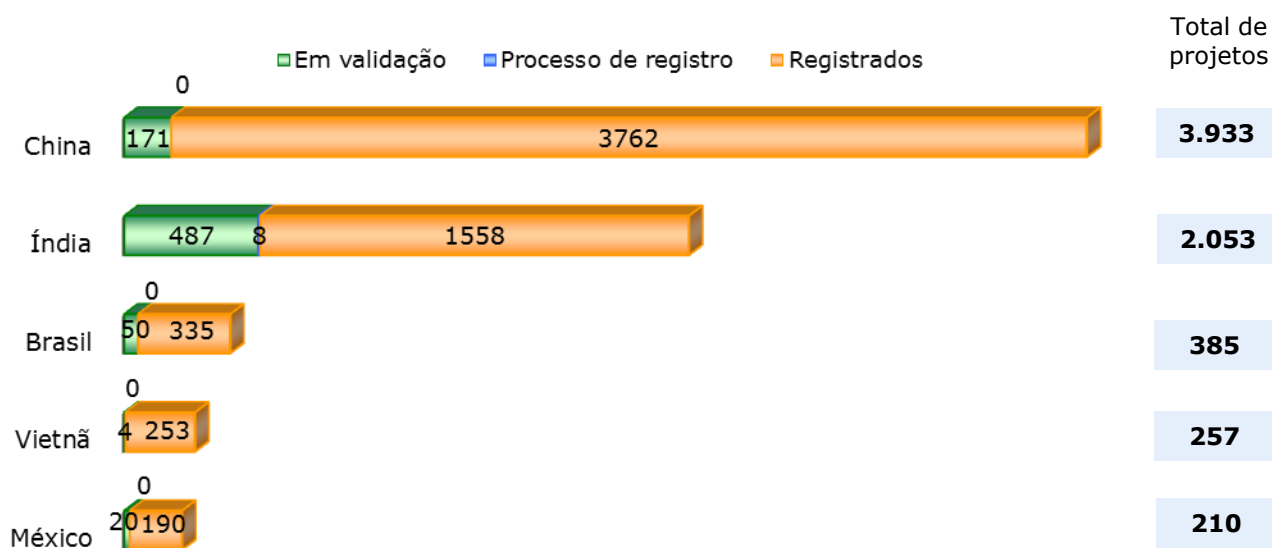 Total de
projetos
Em validação Processo de registro Registrados
0
China 171 3762 3.933
Índia 487 8 1558 2.053
0
Brasil 50 335 385
0
Vietnã 4 253 257
0
México 20 190 210